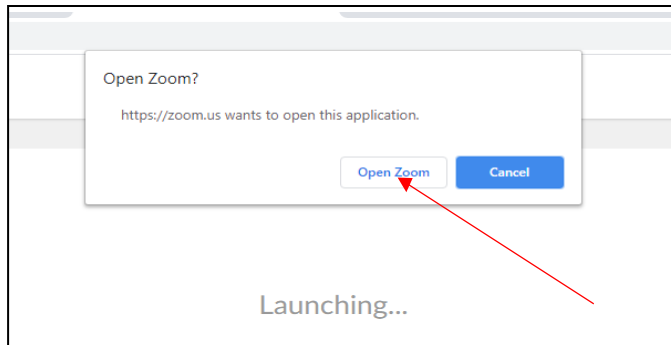 Open Zoom?
https://zoom.us wants to open this application.
Open Zoom
Cancel
Launching...